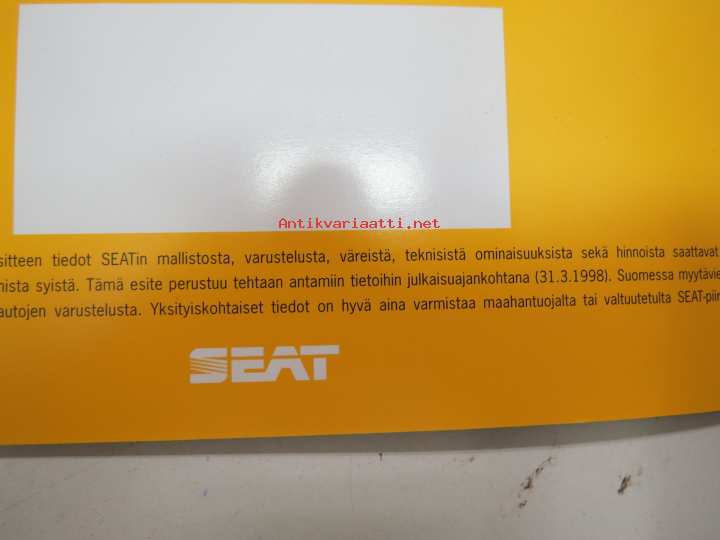 Antikvariaatti.net
sitteen tiedot SEATin mallistosta, varustelusta, väreistä, teknisistä ominaisuuksista sekä hinnoista saattavat
mista syistä. Tämä esite perustuu tehtaan antamiin tietoihin julkaisuajankohtana (31.3.1998). Suomessa myytävie
autojen varustelusta. Yksityiskohtaiset tiedot on hyvä aina varmistaa maahantuojalta tai valtuutetulta SEAT-piir
SEAT